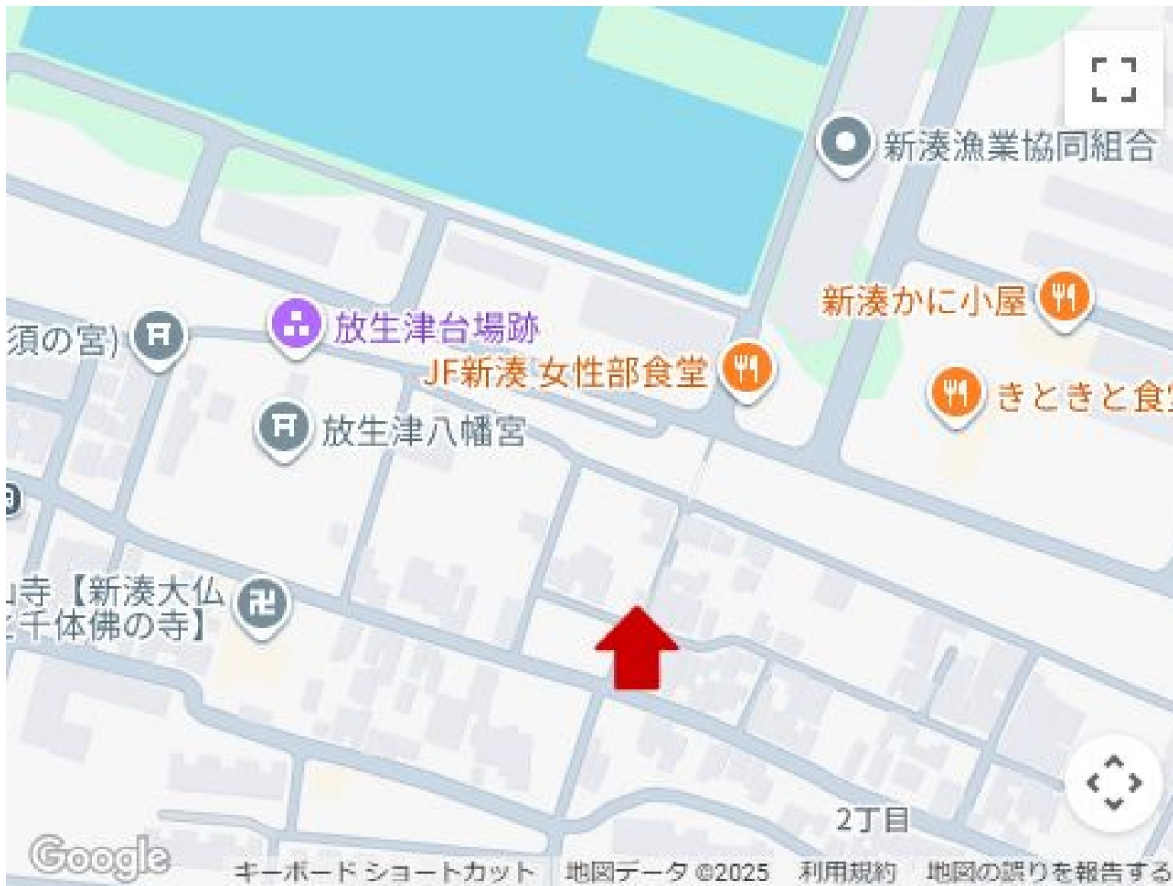 新湊漁業協同組合
新湊かに小屋
須の宮)
放生津台場跡
JF新湊 女性部食堂
きときと食
放生津八幡宮
山寺【新湊大仏
と千体佛の寺】
2丁目
Google
キーボード ショートカット 地図データ ©2025 利用規約 地図の誤りを報告する